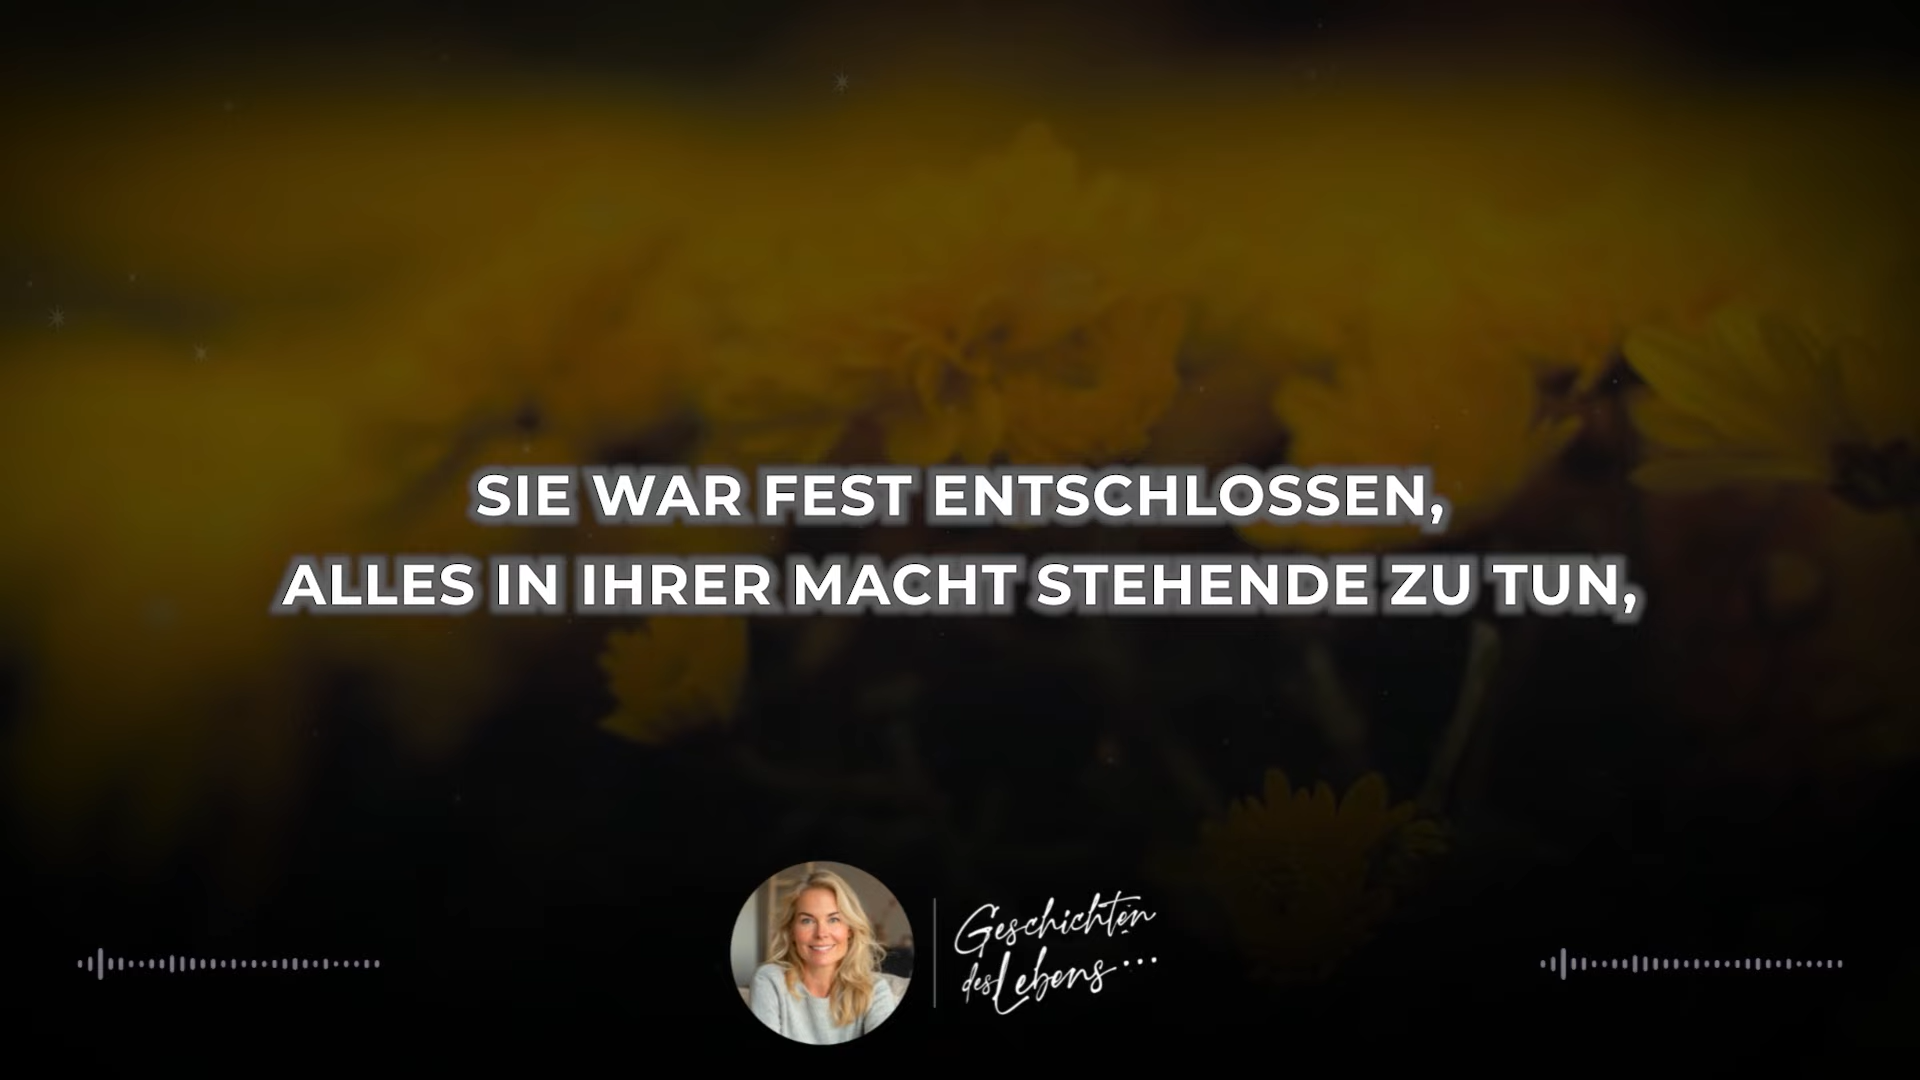 SIE WAR FEST ENTSCHLOSSEN,
ALLES IN IHRER MACHT STEHENDE ZU TUN,
Geschichten
des Lebens...